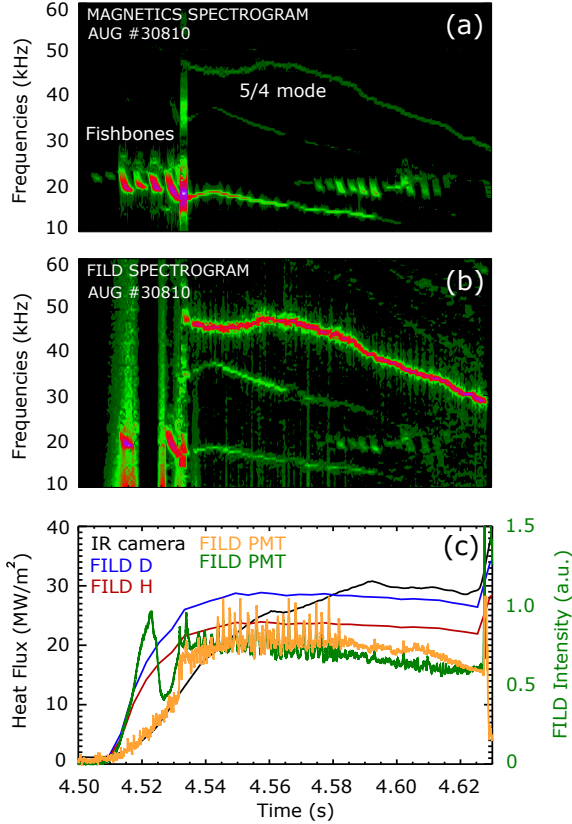 MAGNETICS SPECTROGRAM
AUG #30810
(a)
5/4 mode
Fishbones
Frequencies (kHz)
60
50
40
30
20
10
FILD SPECTROGRAM
AUG #30810
(b)
Frequencies (kHz)
60
50
40
30
20
10
IR camera
FILD PMT
(c)
FILD D
FILD PMT
FILD H
Heat Flux (MW/m²)
40
30
20
10
0
1.5
1.0
0.5
0
FILD Intensity (a.u.)
4.50 4.52 4.54 4.56 4.58 4.60 4.62
Time (s)